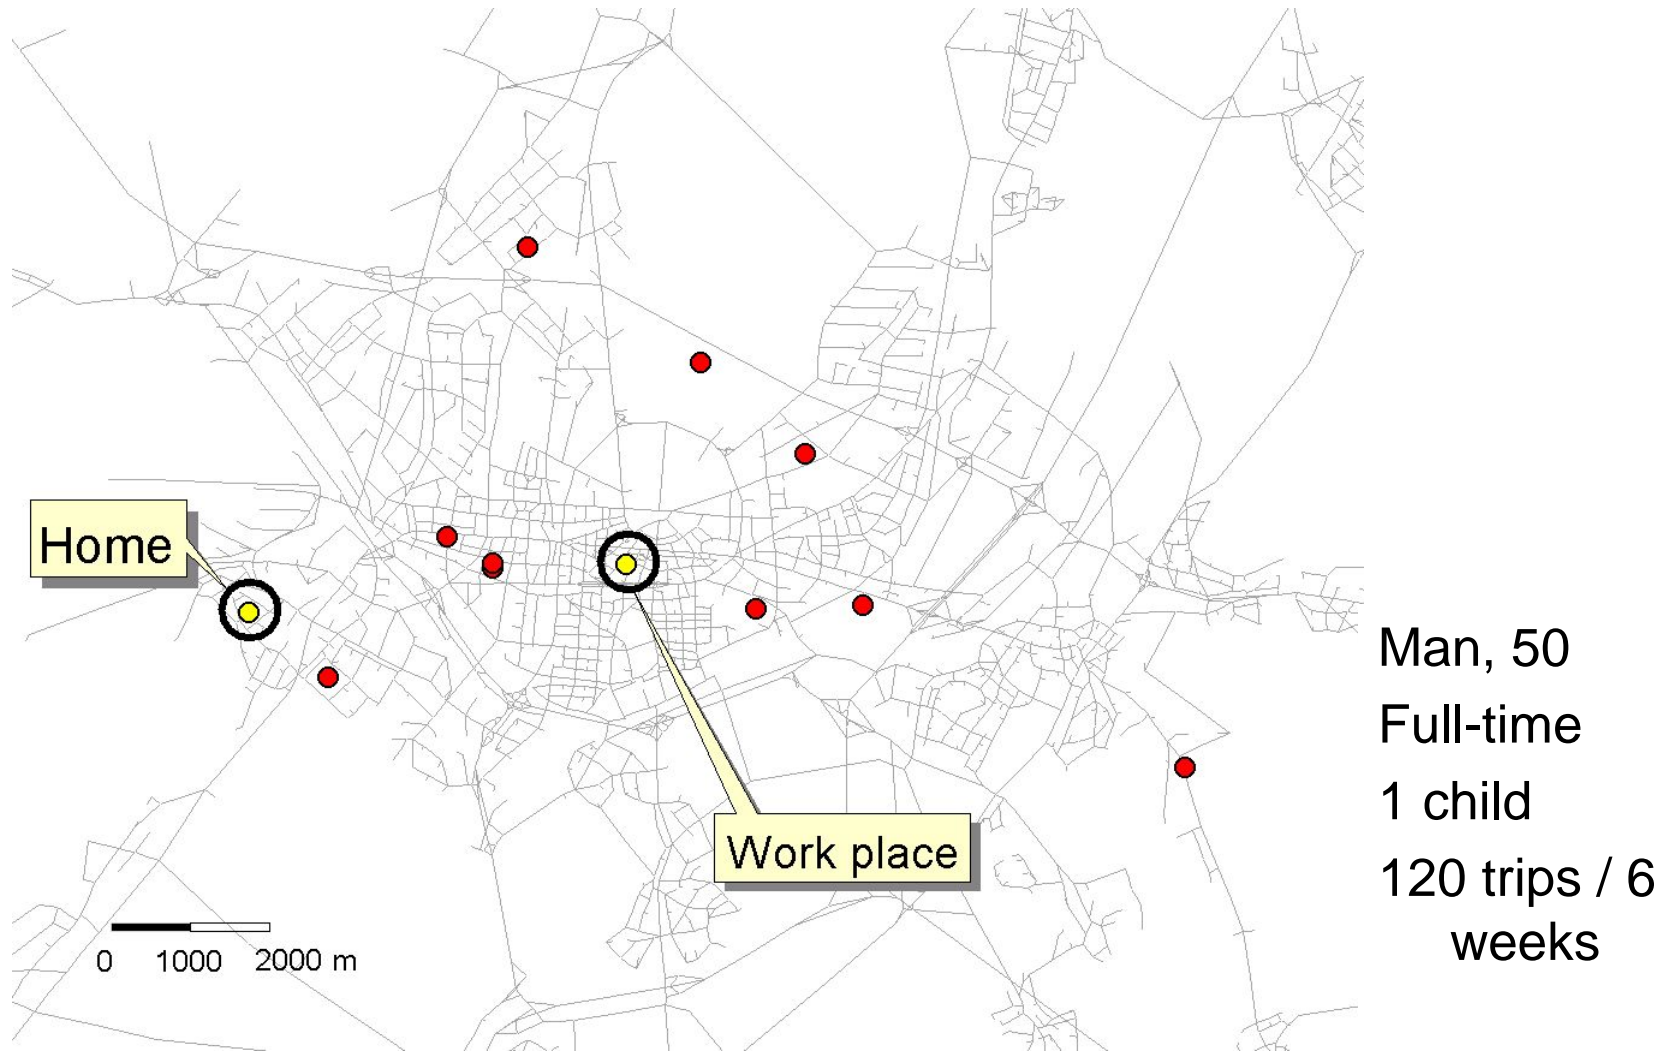 Home
Work place
0 1000 2000 m
Man, 50
Full-time
1 child
120 trips / 6
weeks